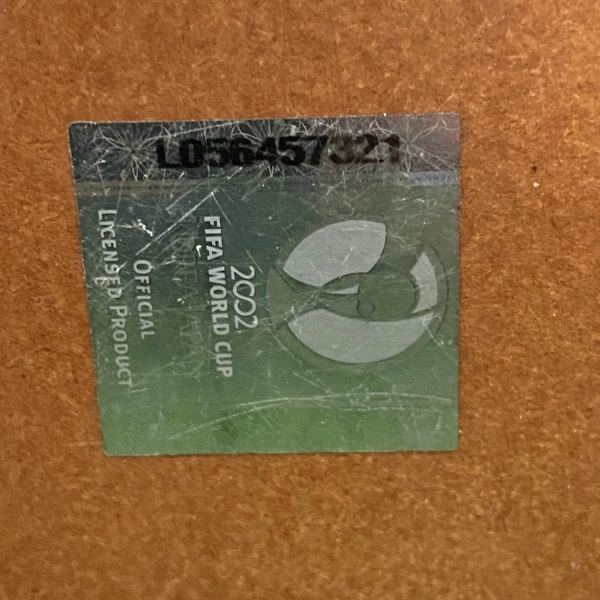 L056457321
2002
FIFA WORLD CUP
OFFICIAL
LICENSED PRODUCT